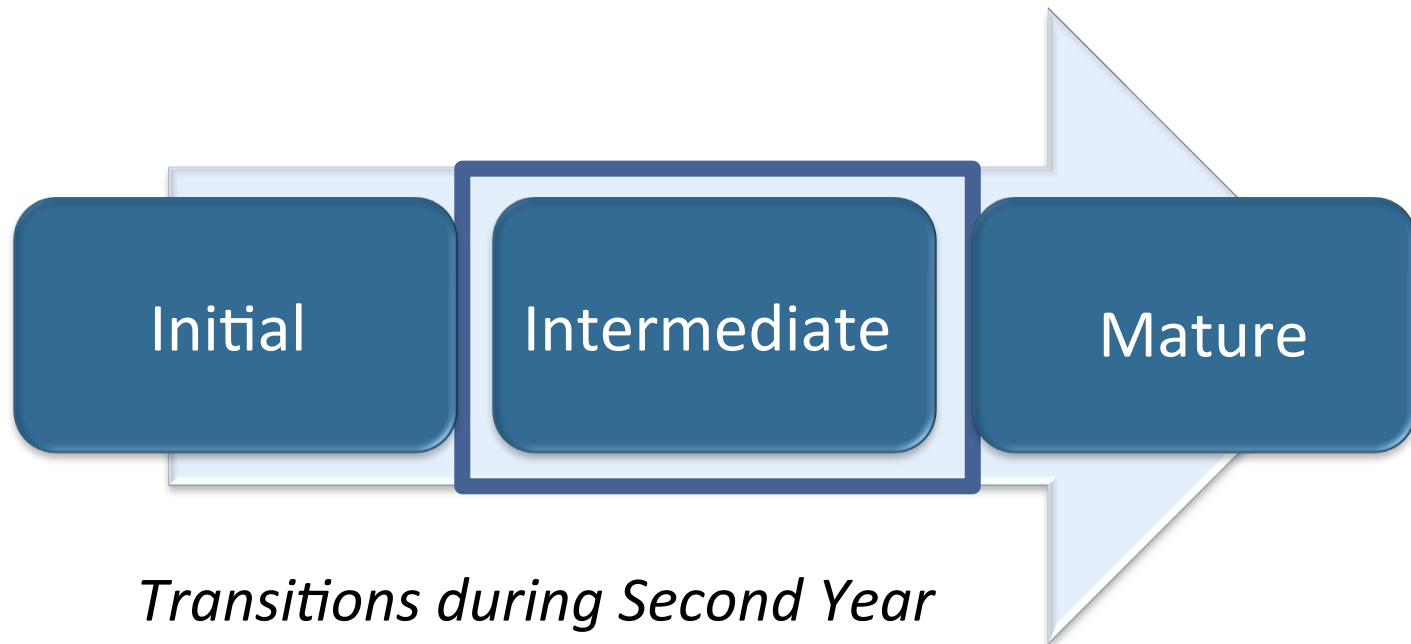 Initial
Intermediate
Mature
Transitions during Second Year